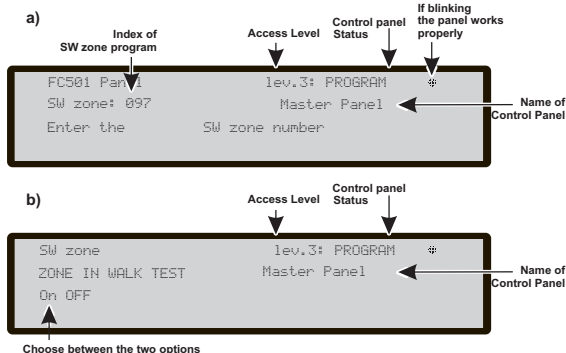 a)
Index of
SW zone program
Access Level
Control panel
Status
If blinking
the panel works
properly
FC501 Panel lev.3: PROGRAM
SW zone: 097 Master Panel
Name of
Control Panel
Enter the SW zone number
b)
Access Level
Control panel
Status
SW zone lev.3: PROGRAM
ZONE IN WALK TEST Master Panel
Name of
Control Panel
On OFF
Choose between the two options